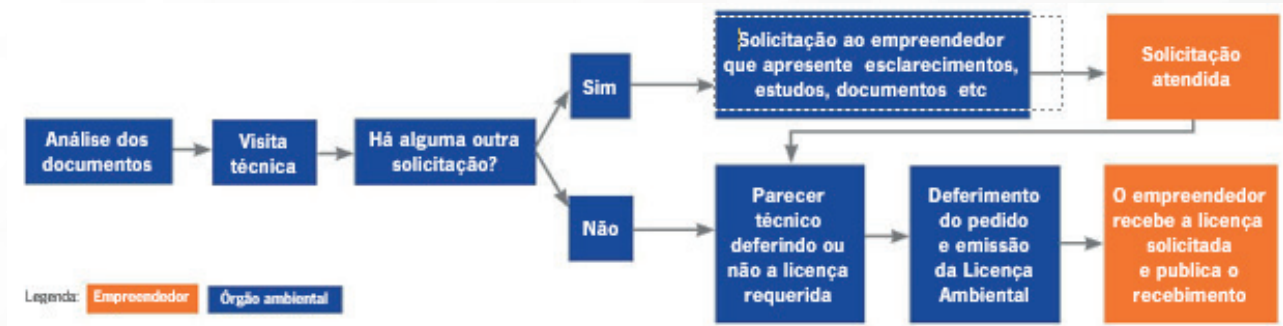 Análise dos
documentos
Visita
técnica
Há alguma outra
solicitação?
Sim
Solicitação ao empreendedor
que apresente esclarecimentos,
estudos, documentos etc
Solicitação
atendida
Não
Parecer
técnico
deferindo ou
não a licença
requerida
Deferimento
do pedido
e emissão
da Licença
Ambiental
O empreendedor
recebe a licença
solicitada
e publica o
recebimento
Legenda:
Empreendedor
Órgão ambiental